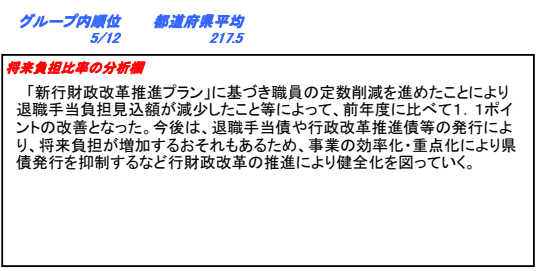 グループ内順位 都道府県平均
5/12 217.5
将来負担比率の分析欄
「新行財政改革推進プラン」に基づき職員の定数削減を進めたことにより
退職手当負担見込額が減少したこと等によって、前年度に比べて1．1ポイ
ントの改善となった。今後は、退職手当債や行政改革推進債等の発行によ
り、将来負担が増加するおそれもあるため、事業の効率化・重点化により県
債発行を抑制するなど行財政改革の推進により健全化を図っていく。